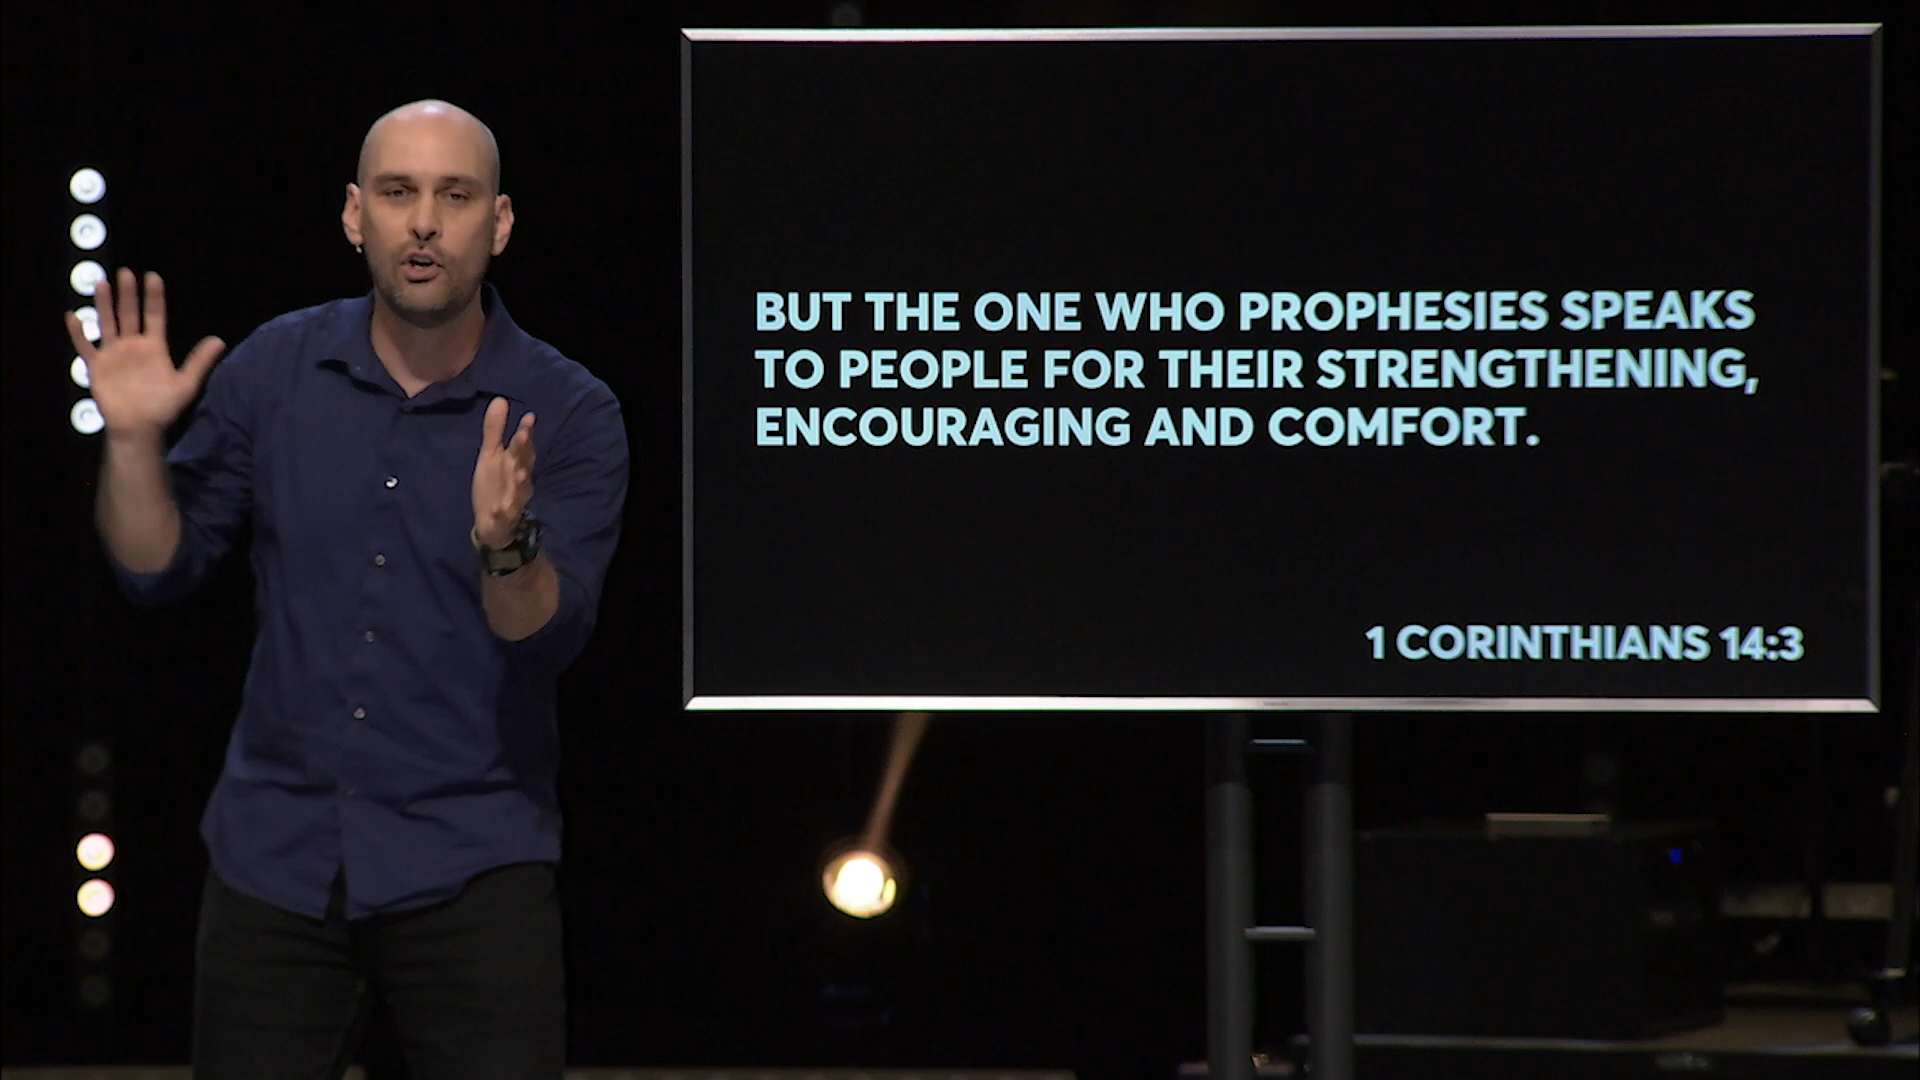 BUT THE ONE WHO PROPHESIES SPEAKS
TO PEOPLE FOR THEIR STRENGTHENING,
ENCOURAGING AND COMFORT.
1 CORINTHIANS 14:3